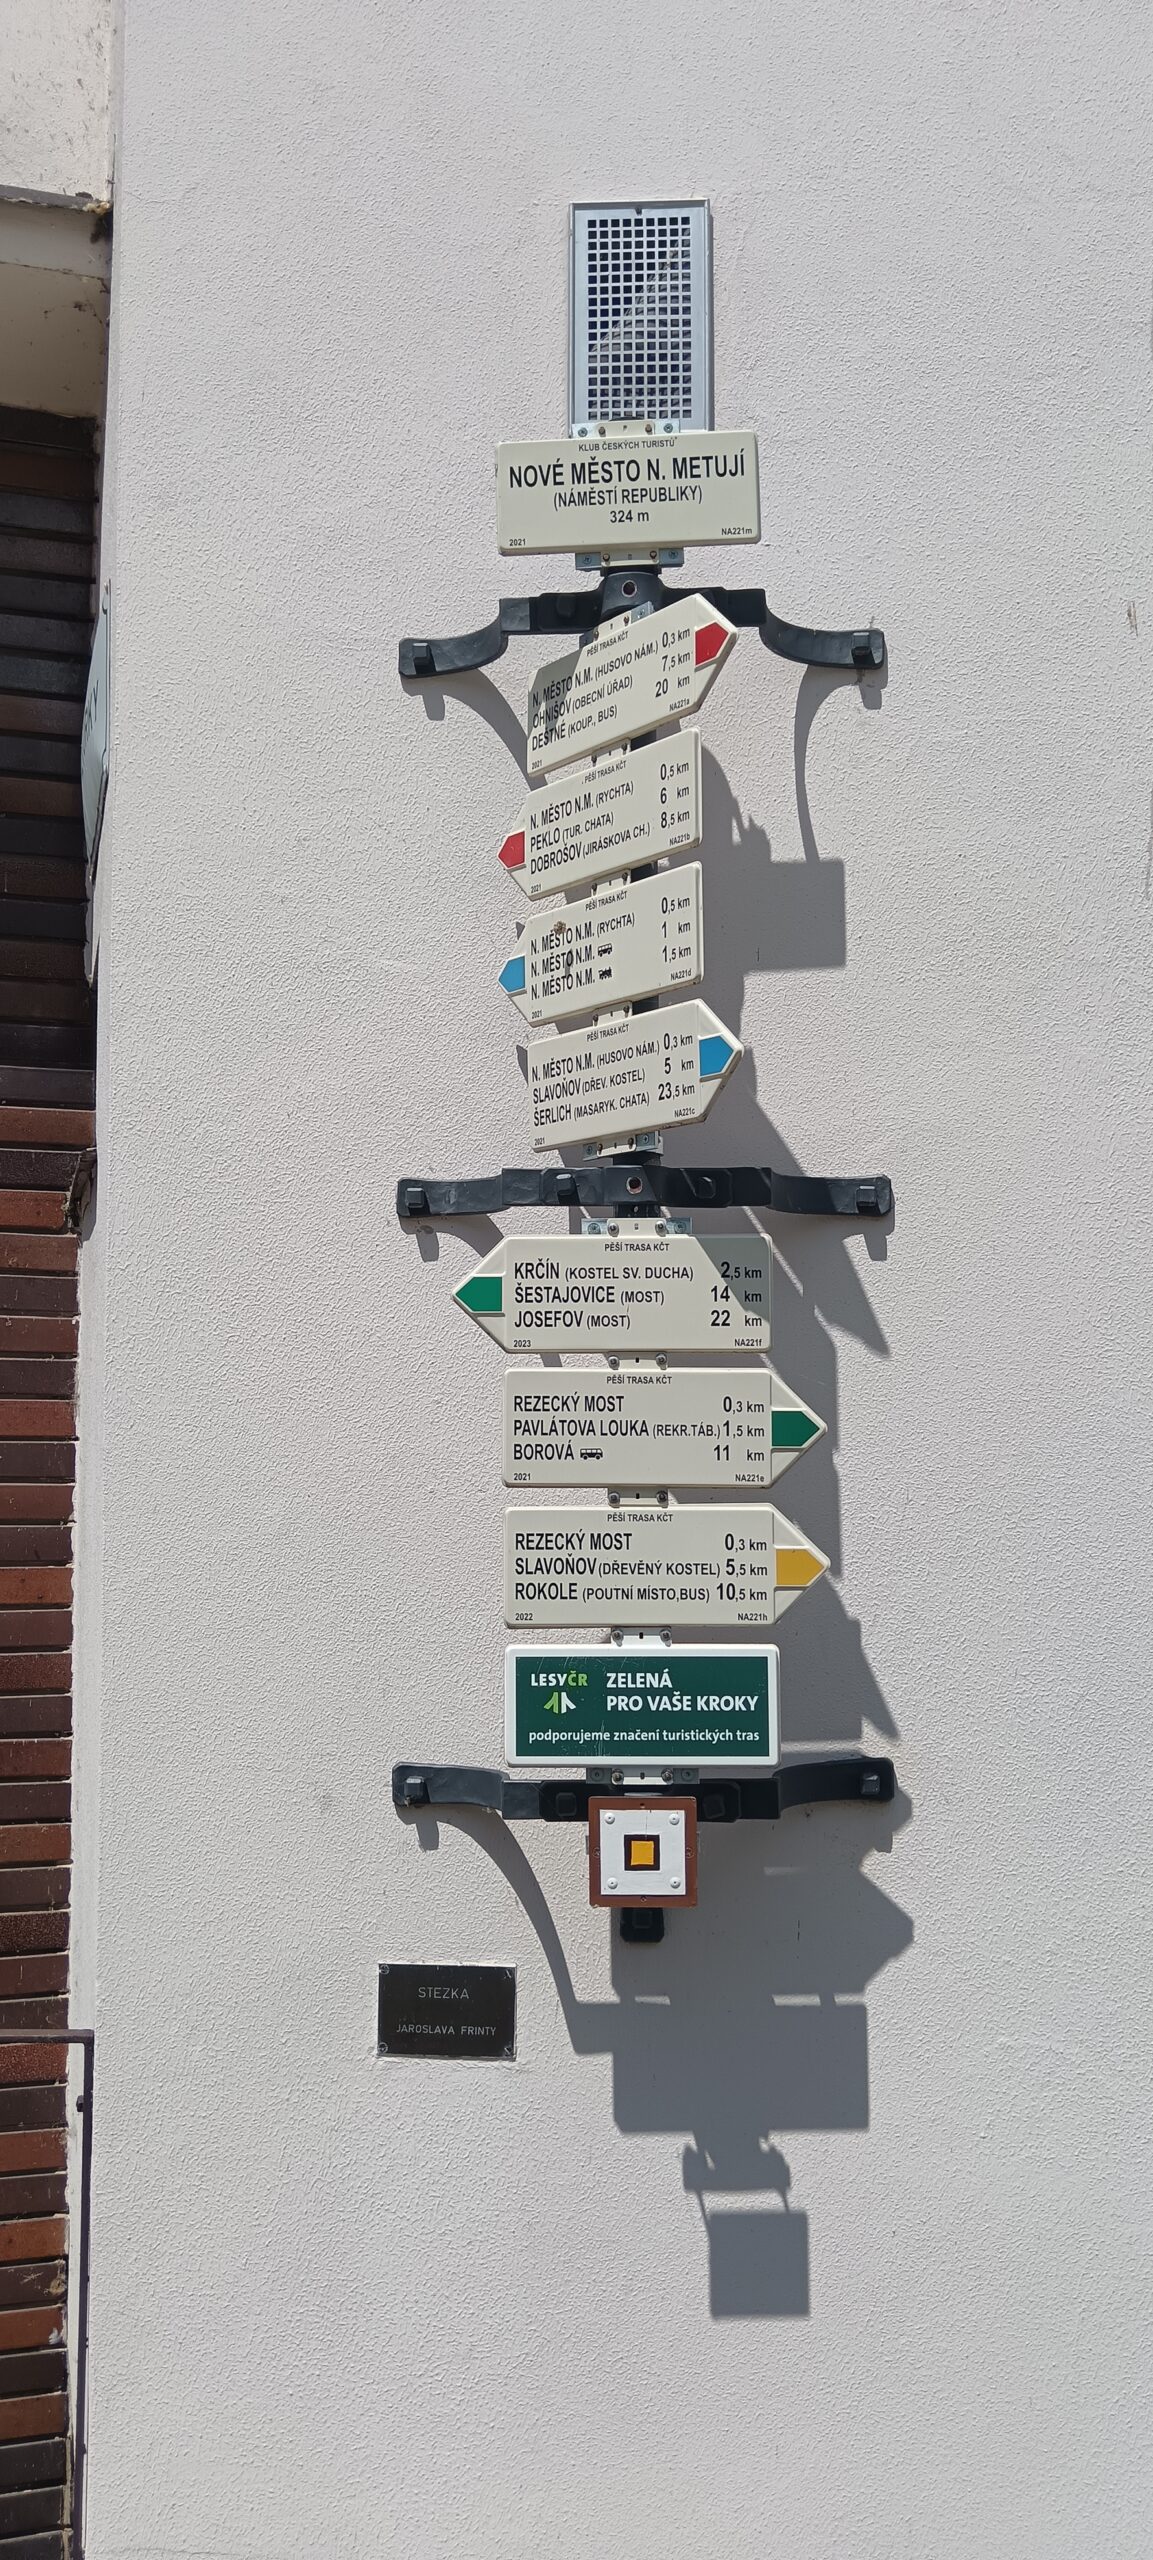 KLUB ČESKÝCH TURISTŮ
NOVÉ MĚSTO N. METUJÍ
(NÁMĚSTÍ REPUBLIKY)
324 m
2021 NA221m
PĚŠÍ TRASA KČT
N. MĚSTO N.M. (HUSOVO NÁM.) 0,3 km
OHNIŠOV (OBECNÍ ÚŘAD) 7,5 km
DEŠTNÉ (KOUP., BUS) 20 km
2021 NA221a
PĚŠÍ TRASA KČT
N. MĚSTO N.M. (RYCHTA) 0,5 km
PEKLO (TUR. CHATA) 6 km
DOBROŠOV (JIRÁSKOVA CH.) 8,5 km
2021 NA221b
PĚŠÍ TRASA KČT
N. MĚSTO N.M. (RYCHTA) 0,5 km
N. MĚSTO N.M. 1 km
N. MĚSTO N.M. 1,5 km
2021 NA221d
PĚŠÍ TRASA KČT
N. MĚSTO N.M. (HUSOVO NÁM.) 0,3 km
SLAVOŇOV (DŘEV. KOSTEL) 5 km
ŠERLICH (MASARYK. CHATA) 23,5 km
2021 NA221c
PĚŠÍ TRASA KČT
KRČÍN (KOSTEL SV. DUCHA) 2,5 km
ŠESTAJOVICE (MOST) 14 km
JOSEFOV (MOST) 22 km
2023 NA221f
PĚŠÍ TRASA KČT
REZECKÝ MOST 0,3 km
PAVLÁTOVA LOUKA (REKR.TÁB.) 1,5 km
BOROVÁ 11 km
2021 NA221e
PĚŠÍ TRASA KČT
REZECKÝ MOST 0,3 km
SLAVOŇOV (DŘEVĚNÝ KOSTEL) 5,5 km
ROKOLE (POUTNÍ MÍSTO,BUS) 10,5 km
2022 NA221h
LESYČR ZELENÁ
PRO VAŠE KROKY
podporujeme značení turistických tras
STEZKA
JAROSLAVA FRINTY